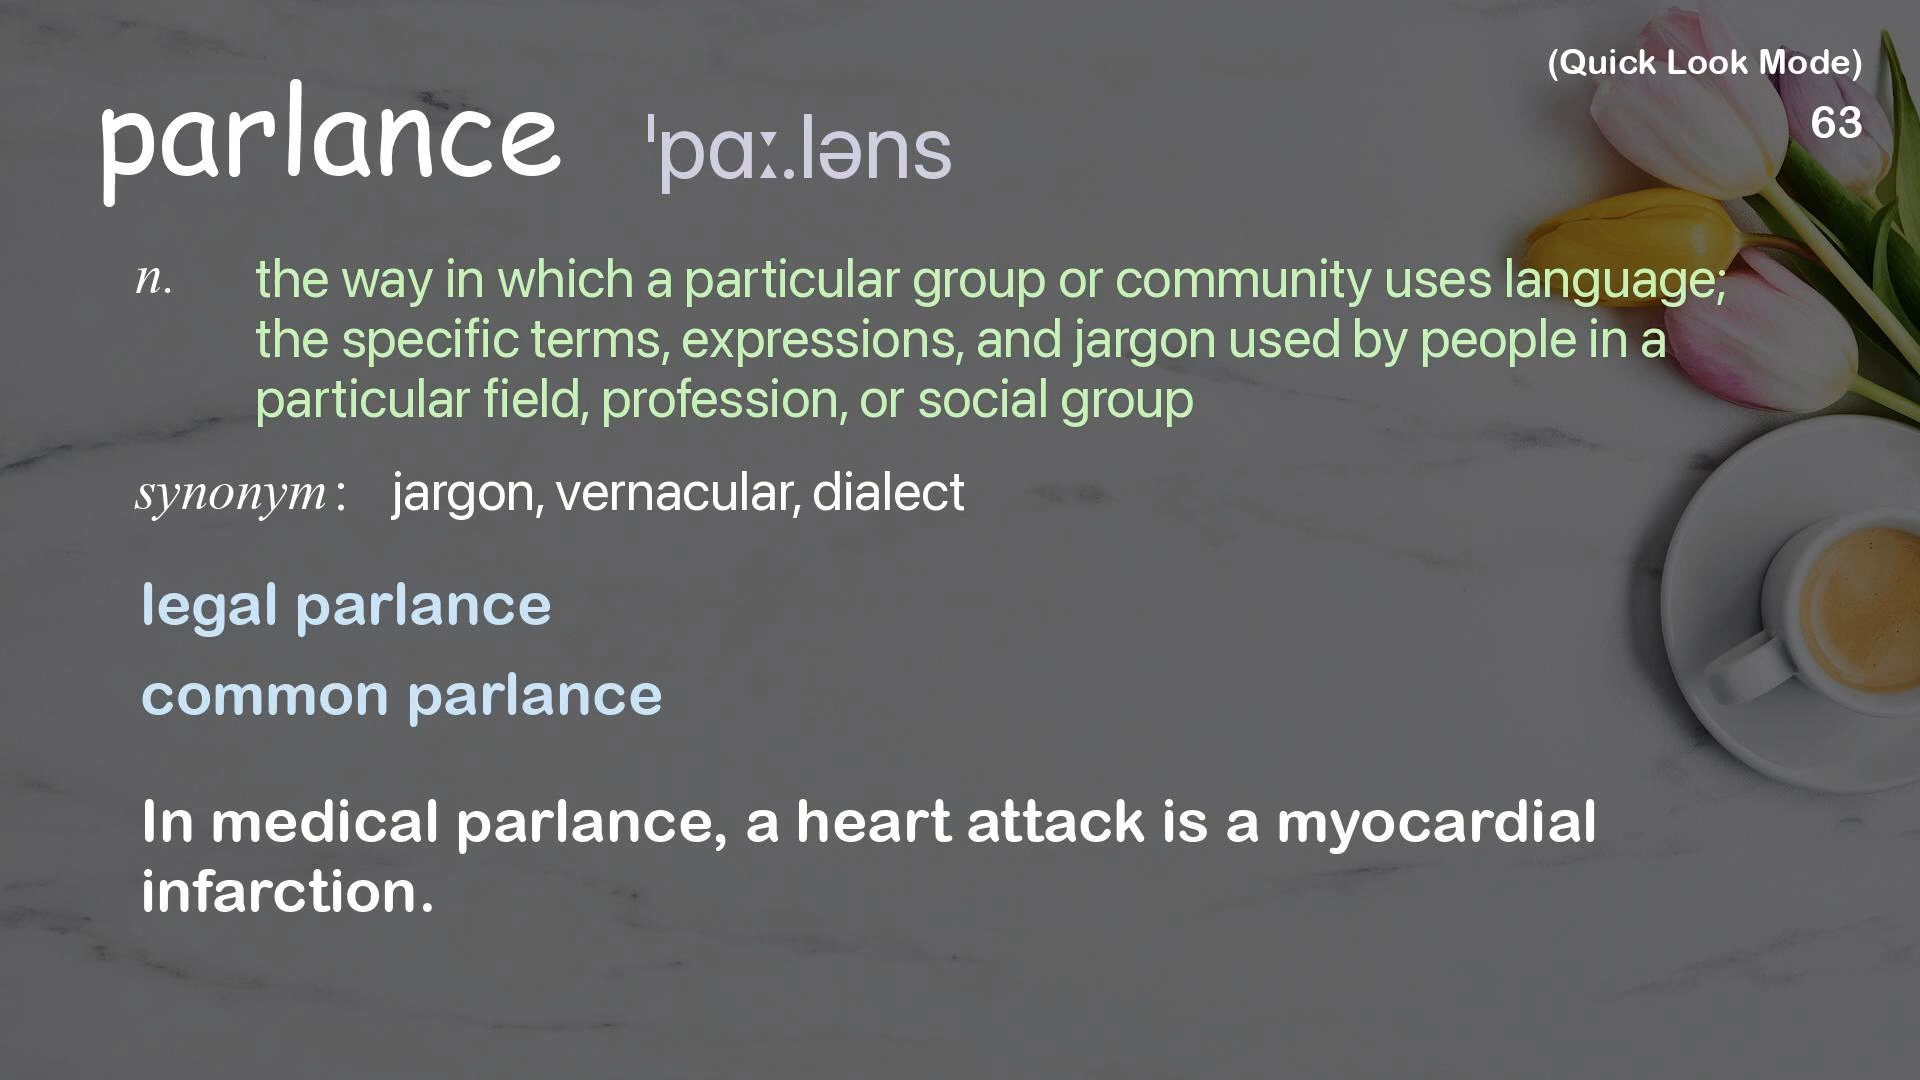 (Quick Look Mode)
63
parlance ˈpɑː.ləns
n. the way in which a particular group or community uses language;
the specific terms, expressions, and jargon used by people in a
particular field, profession, or social group
synonym: jargon, vernacular, dialect
legal parlance
common parlance
In medical parlance, a heart attack is a myocardial
infarction.